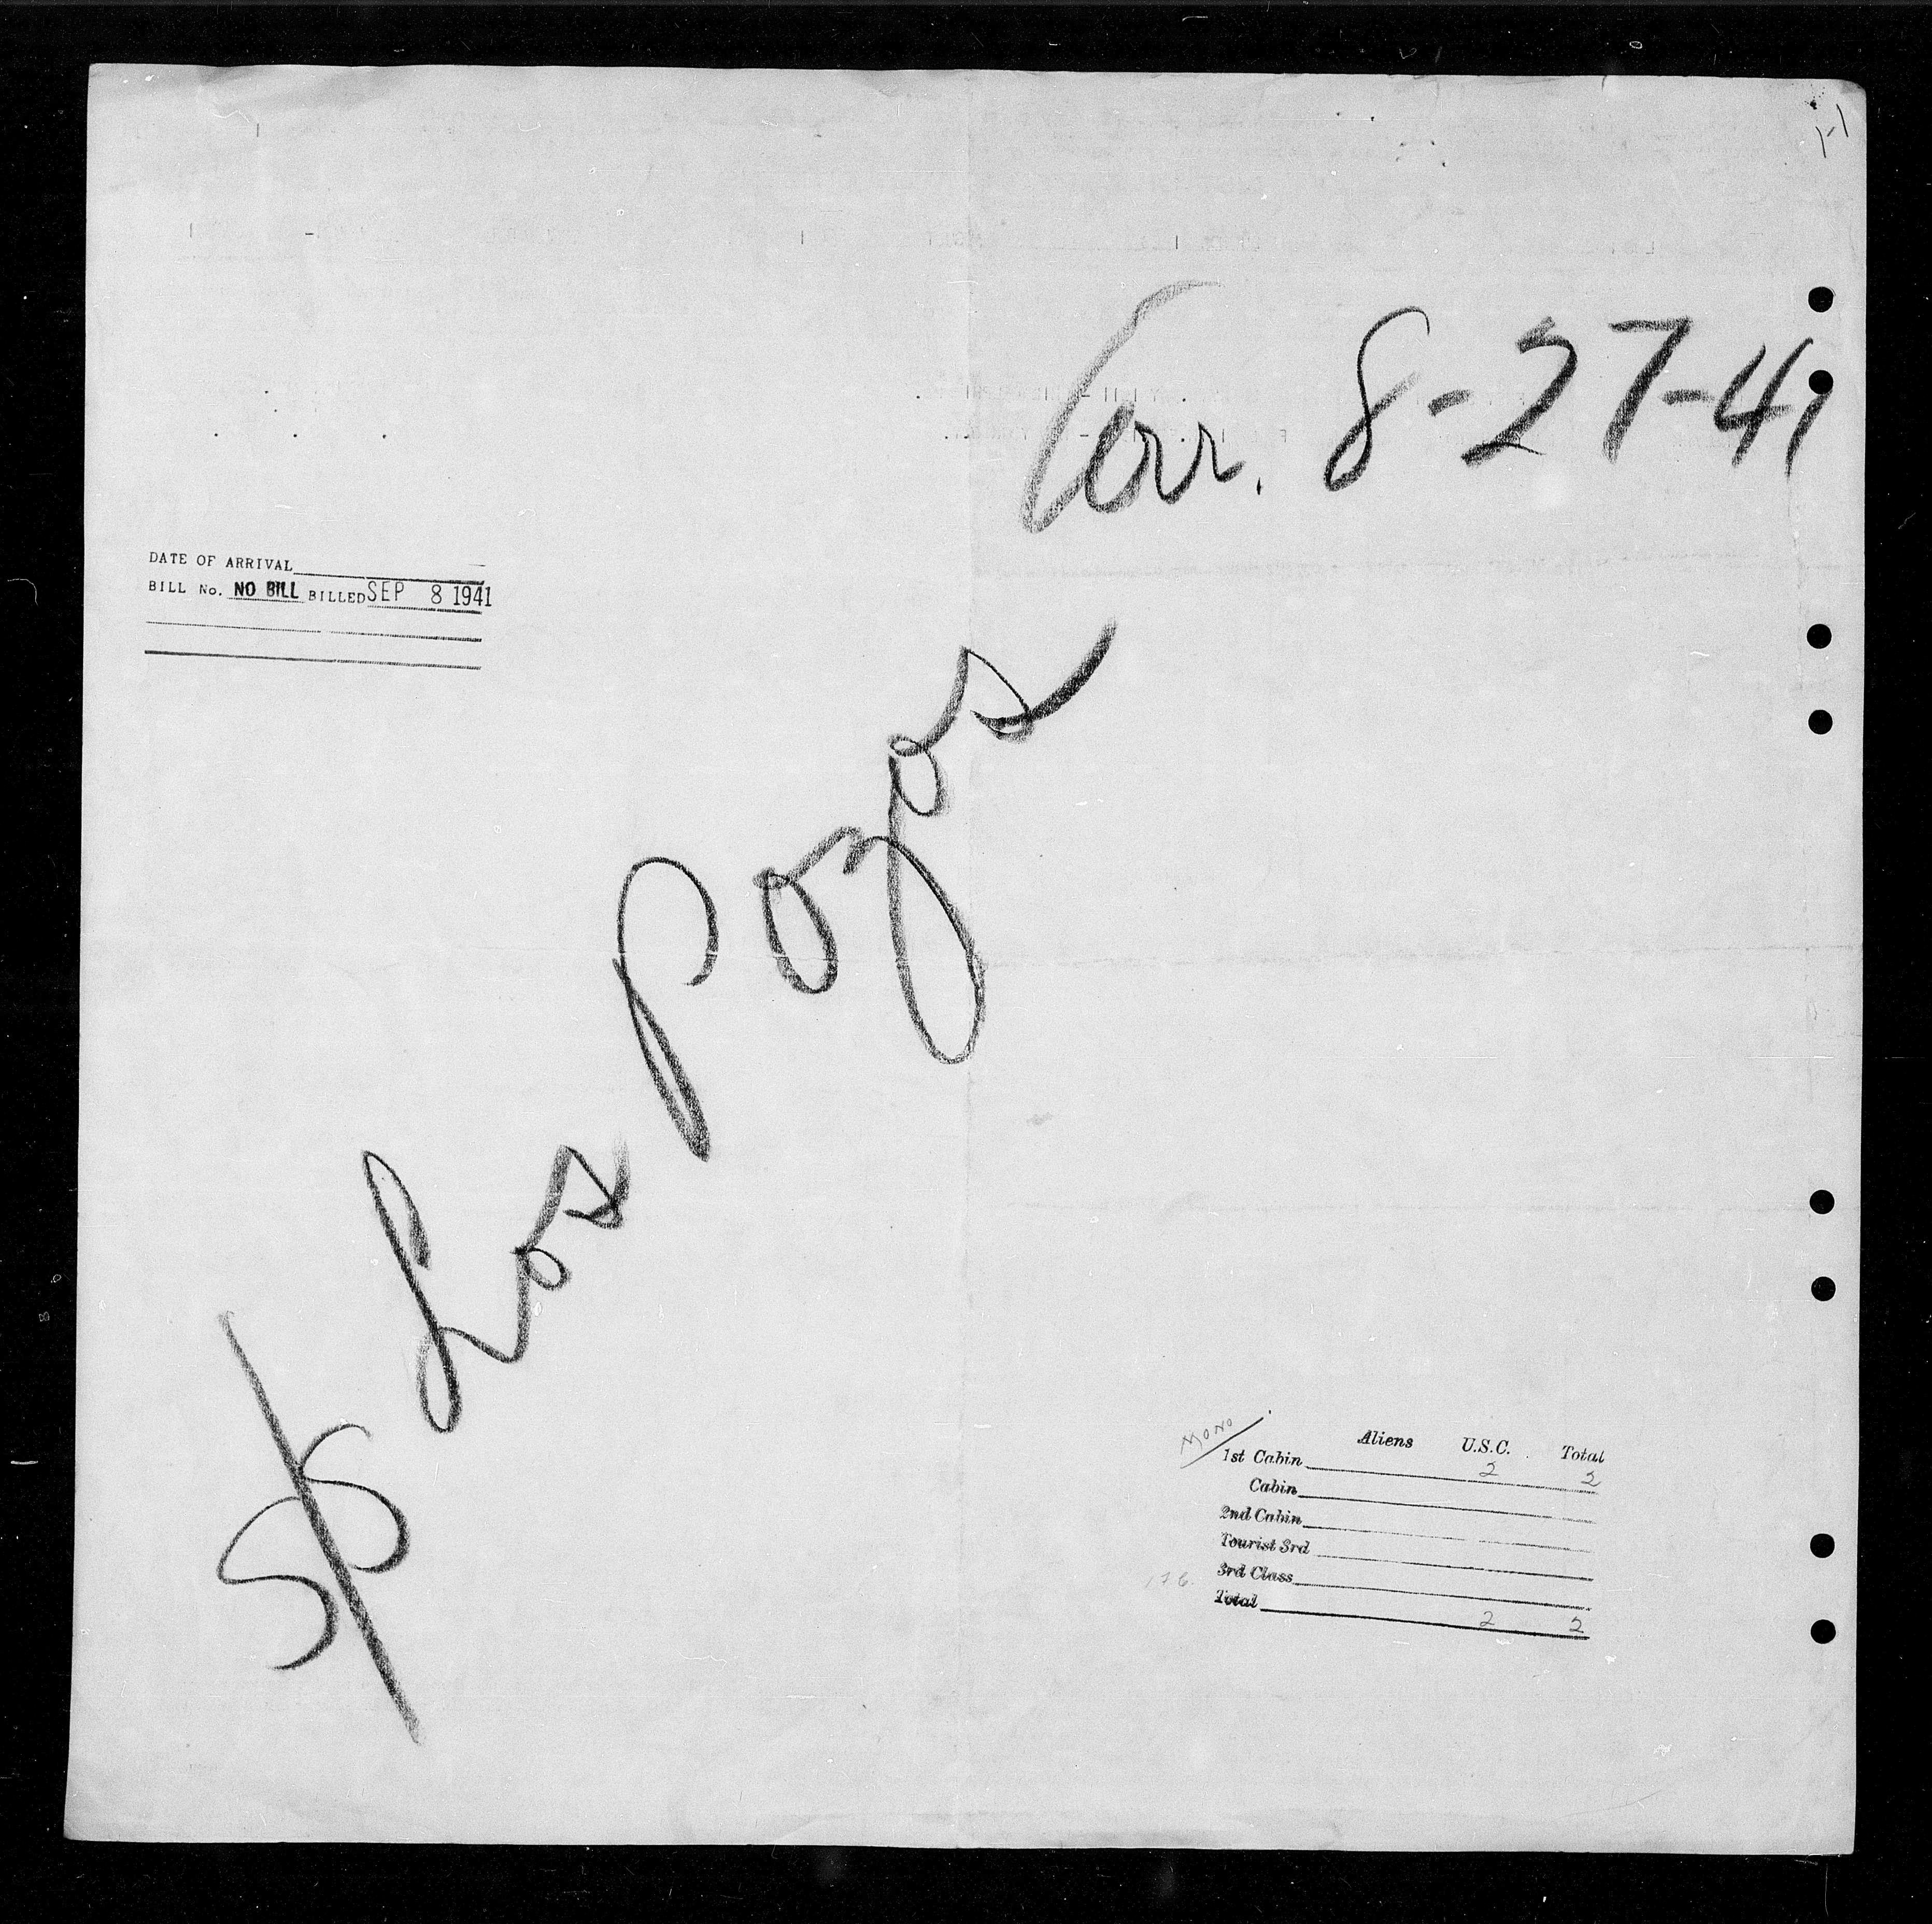 1-1
Arr. 8-27-41
DATE OF ARRIVAL
BILL No. NO BILL BILLED SEP 8 1941
S/S Los Pozos
MONO
Aliens U.S.C. Total
1st Cabin 2 2
Cabin
2nd Cabin
Tourist 3rd
3rd Class
176.
Total 2 2